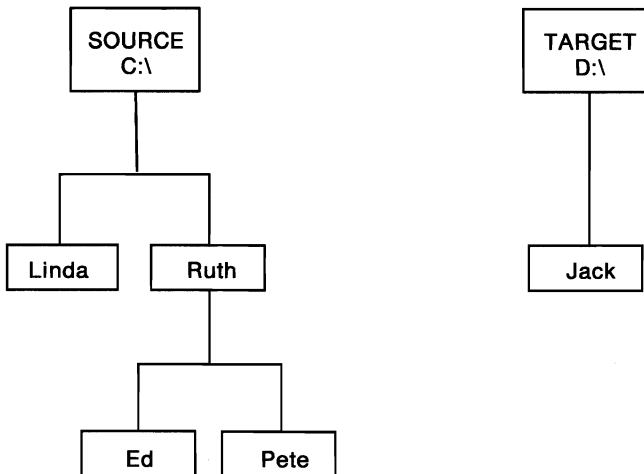 SOURCE
C:\
TARGET
D:\
Linda
Ruth
Jack
Ed
Pete